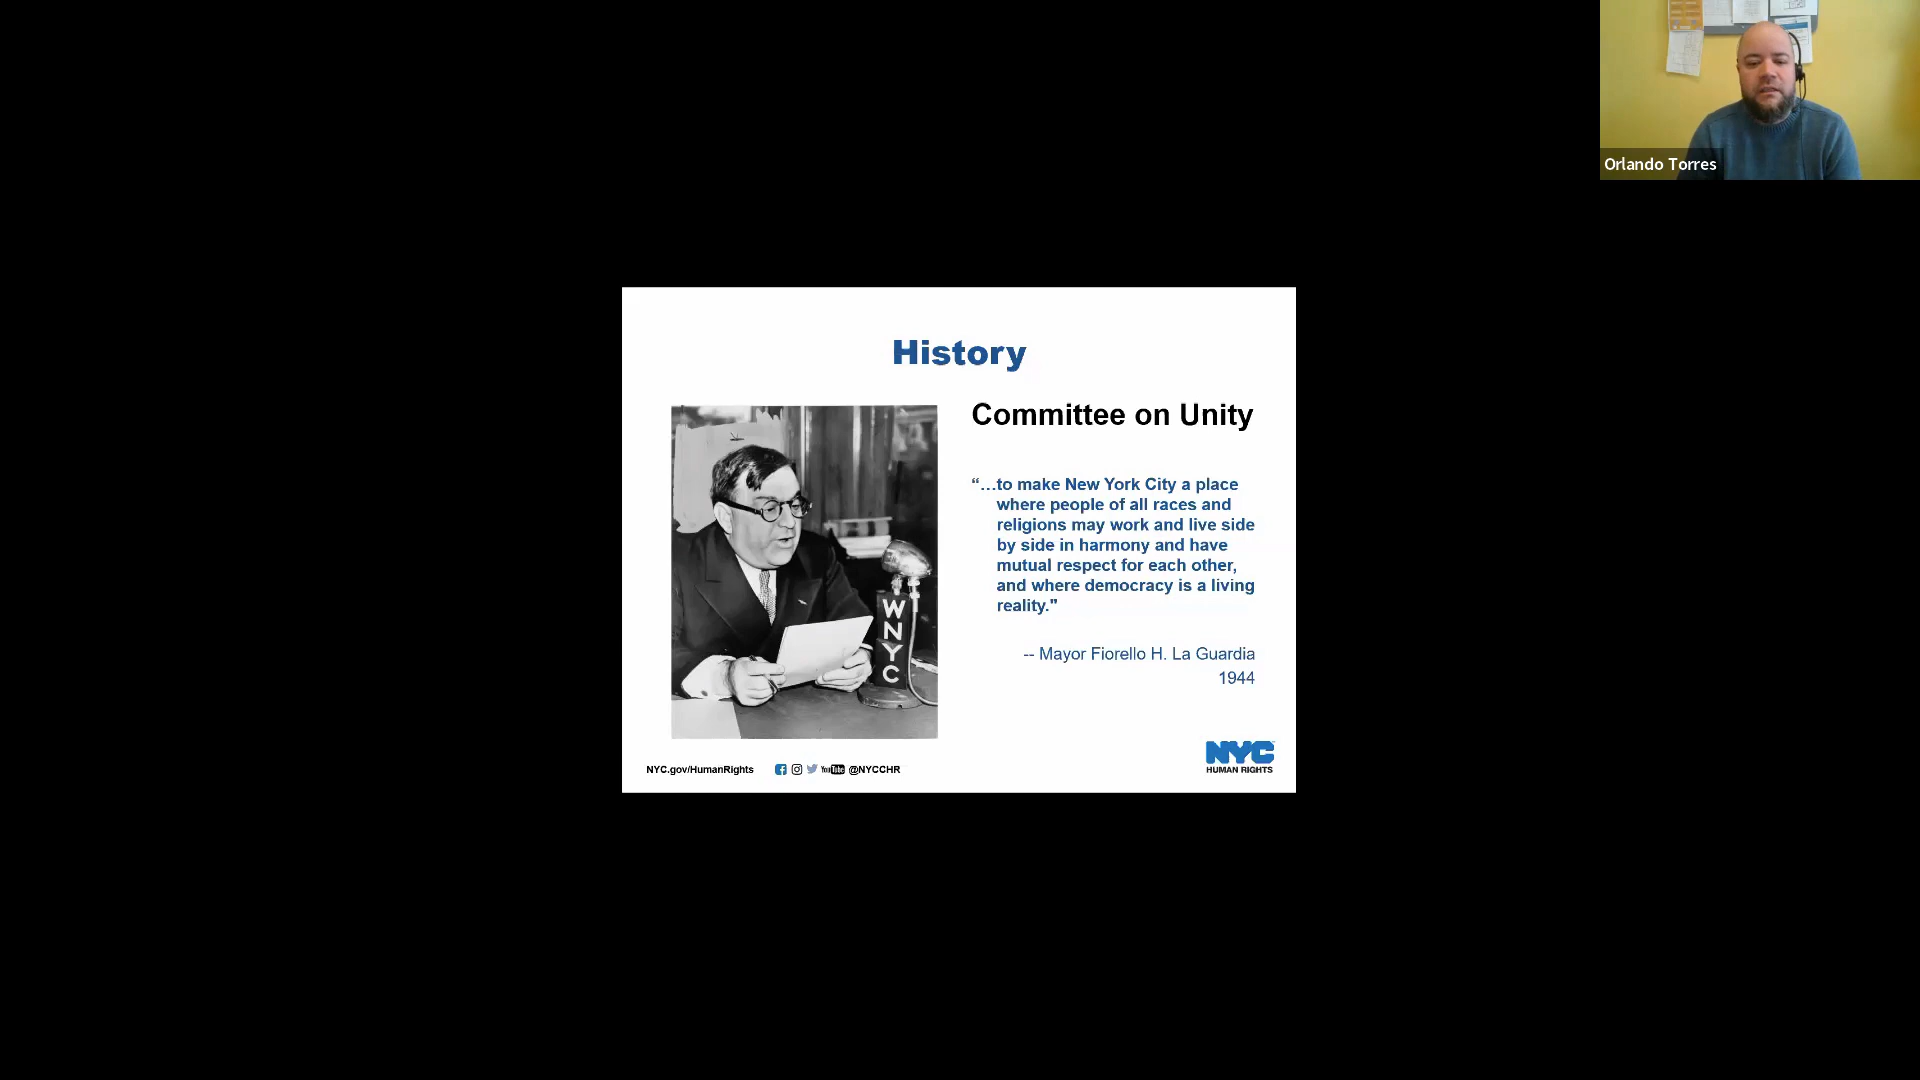 Orlando Torres
History
Committee on Unity
“...to make New York City a place
where people of all races and
religions may work and live side
by side in harmony and have
mutual respect for each other,
and where democracy is a living
reality."
-- Mayor Fiorello H. La Guardia
1944
WNYC
NYC.gov/HumanRights
YouTube
@NYCCHR
NYC
HUMAN RIGHTS